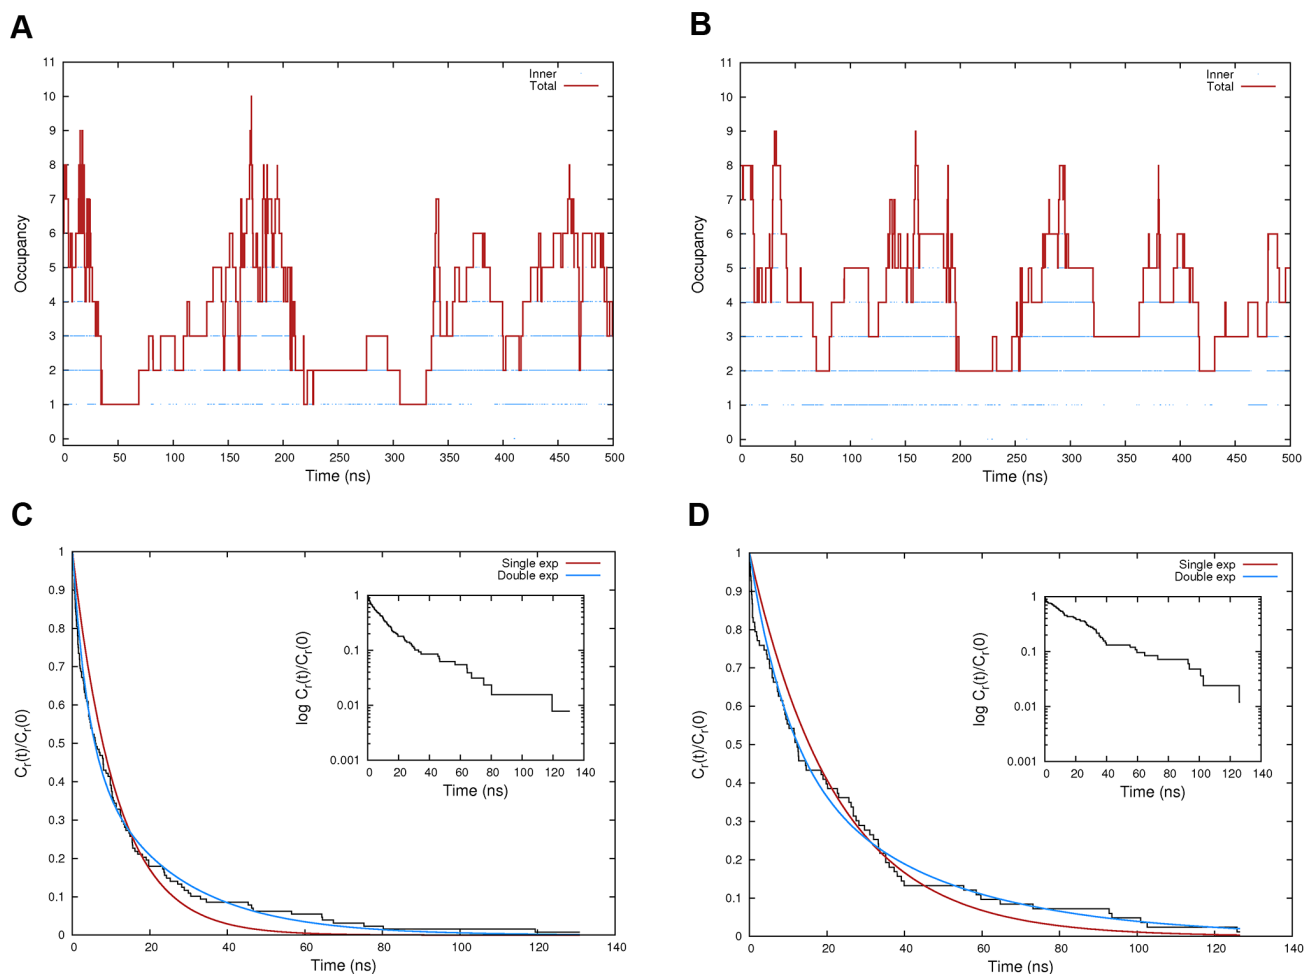 A
B
11
10
9
8
7
6
5
4
3
2
1
0
Occupancy
Inner
Total
0 50 100 150 200 250 300 350 400 450 500
Time (ns)
11
10
9
8
7
6
5
4
3
2
1
0
Occupancy
Inner
Total
0 50 100 150 200 250 300 350 400 450 500
Time (ns)
C
D
1
0.9
0.8
0.7
0.6
0.5
0.4
0.3
0.2
0.1
0
Cr(t)/Cr(0)
Single exp
Double exp
1
0.1
0.01
0.001
log Cr(t)/Cr(0)
0 20 40 60 80 100 120 140
Time (ns)
0 20 40 60 80 100 120 140
Time (ns)
1
0.9
0.8
0.7
0.6
0.5
0.4
0.3
0.2
0.1
0
Cr(t)/Cr(0)
Single exp
Double exp
1
0.1
0.01
0.001
log Cr(t)/Cr(0)
0 20 40 60 80 100 120 140
Time (ns)
0 20 40 60 80 100 120 140
Time (ns)